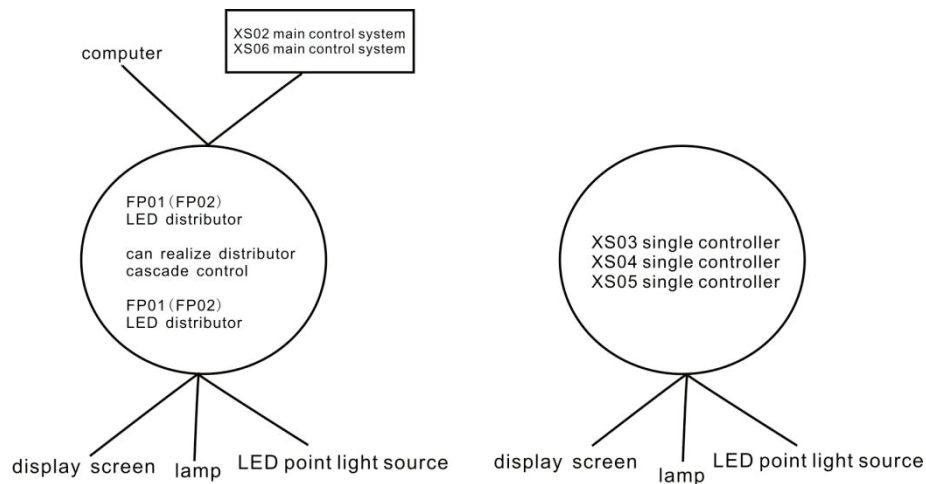 XS02 main control system
XS06 main control system
computer
FP01(FP02)
LED distributor
can realize distributor
cascade control
FP01(FP02)
LED distributor
display screen
lamp
LED point light source
XS03 single controller
XS04 single controller
XS05 single controller
display screen
lamp
LED point light source